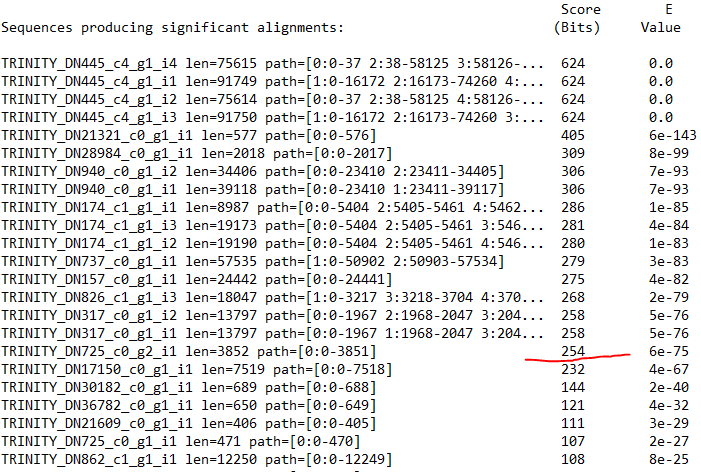 Score E
Sequences producing significant alignments: (Bits) Value
TRINITY_DN445_c4_g1_i4 len=75615 path=[0:0-37 2:38-58125 3:58126-... 624 0.0
TRINITY_DN445_c4_g1_i1 len=91749 path=[1:0-16172 2:16173-74260 4:... 624 0.0
TRINITY_DN445_c4_g1_i2 len=75614 path=[0:0-37 2:38-58125 4:58126-... 624 0.0
TRINITY_DN445_c4_g1_i3 len=91750 path=[1:0-16172 2:16173-74260 3:... 624 0.0
TRINITY_DN21321_c0_g1_i1 len=577 path=[0:0-576] 405 6e-143
TRINITY_DN28984_c0_g1_i1 len=2018 path=[0:0-2017] 309 8e-99
TRINITY_DN940_c0_g1_i2 len=34406 path=[0:0-23410 2:23411-34405] 306 7e-93
TRINITY_DN940_c0_g1_i1 len=39118 path=[0:0-23410 1:23411-39117] 306 7e-93
TRINITY_DN174_c1_g1_i1 len=8987 path=[0:0-5404 2:5405-5461 4:5462... 286 1e-85
TRINITY_DN174_c1_g1_i3 len=19173 path=[0:0-5404 2:5405-5461 3:546... 281 4e-84
TRINITY_DN174_c1_g1_i2 len=19190 path=[0:0-5404 2:5405-5461 4:546... 280 1e-83
TRINITY_DN737_c0_g1_i1 len=57535 path=[1:0-50902 2:50903-57534] 279 3e-83
TRINITY_DN157_c0_g1_i1 len=24442 path=[0:0-24441] 275 4e-82
TRINITY_DN826_c1_g1_i3 len=18047 path=[1:0-3217 3:3218-3704 4:370... 268 2e-79
TRINITY_DN317_c0_g1_i2 len=13797 path=[0:0-1967 2:1968-2047 3:204... 258 5e-76
TRINITY_DN317_c0_g1_i1 len=13797 path=[0:0-1967 1:1968-2047 3:204... 258 5e-76
TRINITY_DN725_c0_g2_i1 len=3852 path=[0:0-3851] 254 6e-75
TRINITY_DN17150_c0_g1_i1 len=7519 path=[0:0-7518] 232 4e-67
TRINITY_DN30182_c0_g1_i1 len=689 path=[0:0-688] 144 2e-40
TRINITY_DN36782_c0_g1_i1 len=650 path=[0:0-649] 121 4e-32
TRINITY_DN21609_c0_g1_i1 len=406 path=[0:0-405] 111 3e-29
TRINITY_DN725_c0_g1_i1 len=471 path=[0:0-470] 107 2e-27
TRINITY_DN862_c1_g1_i1 len=12250 path=[0:0-12249] 108 8e-25